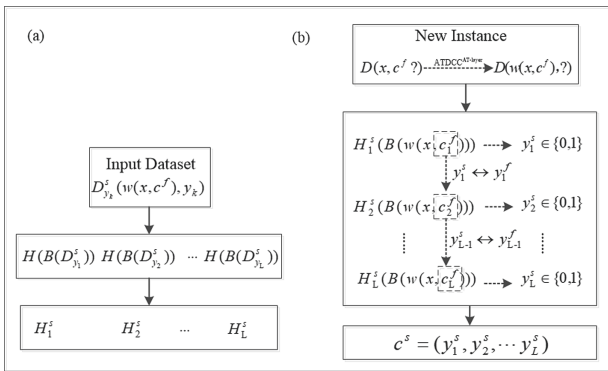 (a)
Input Dataset
D^s_{y_k}(w(x,c^f),y_k)
H(B(D^s_{y_1})) H(B(D^s_{y_2})) ··· H(B(D^s_{y_L}))
H^s_1 H^s_2 ··· H^s_L
(b)
New Instance
D(x,c^f ?) ATDCC^{AT-layer} D(w(x,c^f),?)
H^s_1(B(w(x,c^f_1))) y^s_1 ∈{0,1}
y^s_1 ↔ y^f_1
H^s_2(B(w(x,c^f_2))) y^s_2 ∈{0,1}
y^s_{L-1} ↔ y^f_{L-1}
H^s_L(B(w(x,c^f_L))) y^s_L ∈{0,1}
c^s = (y^s_1, y^s_2, ··· y^s_L)